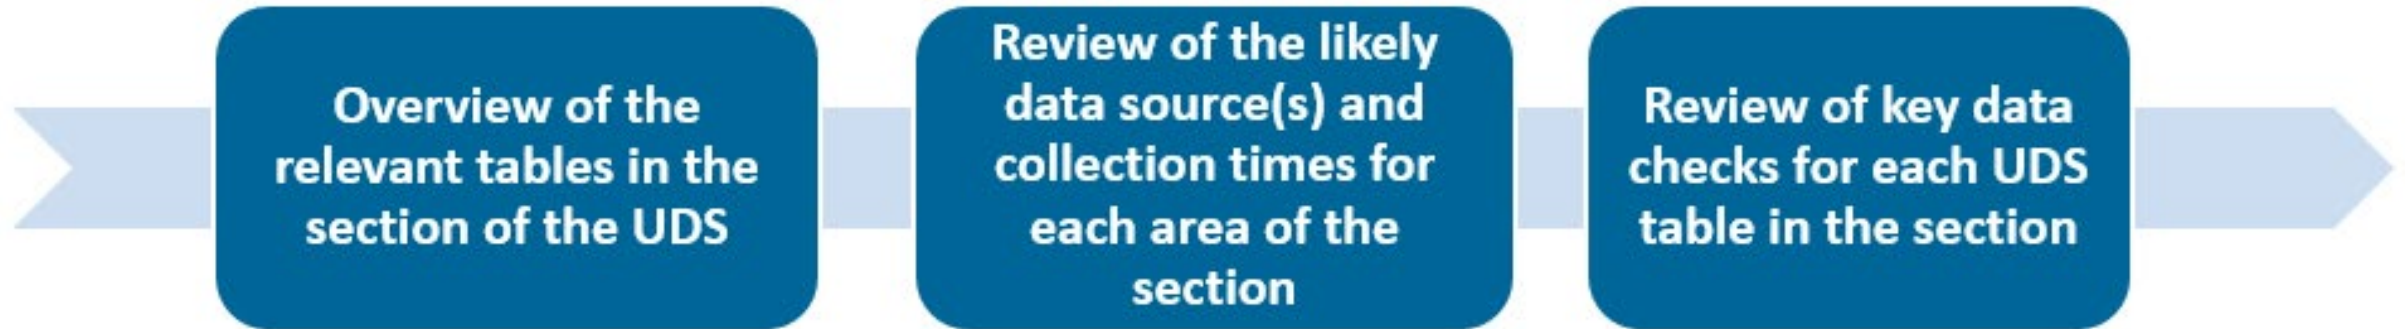 Overview of the
relevant tables in the
section of the UDS
Review of the likely
data source(s) and
collection times for
each area of the
section
Review of key data
checks for each UDS
table in the section